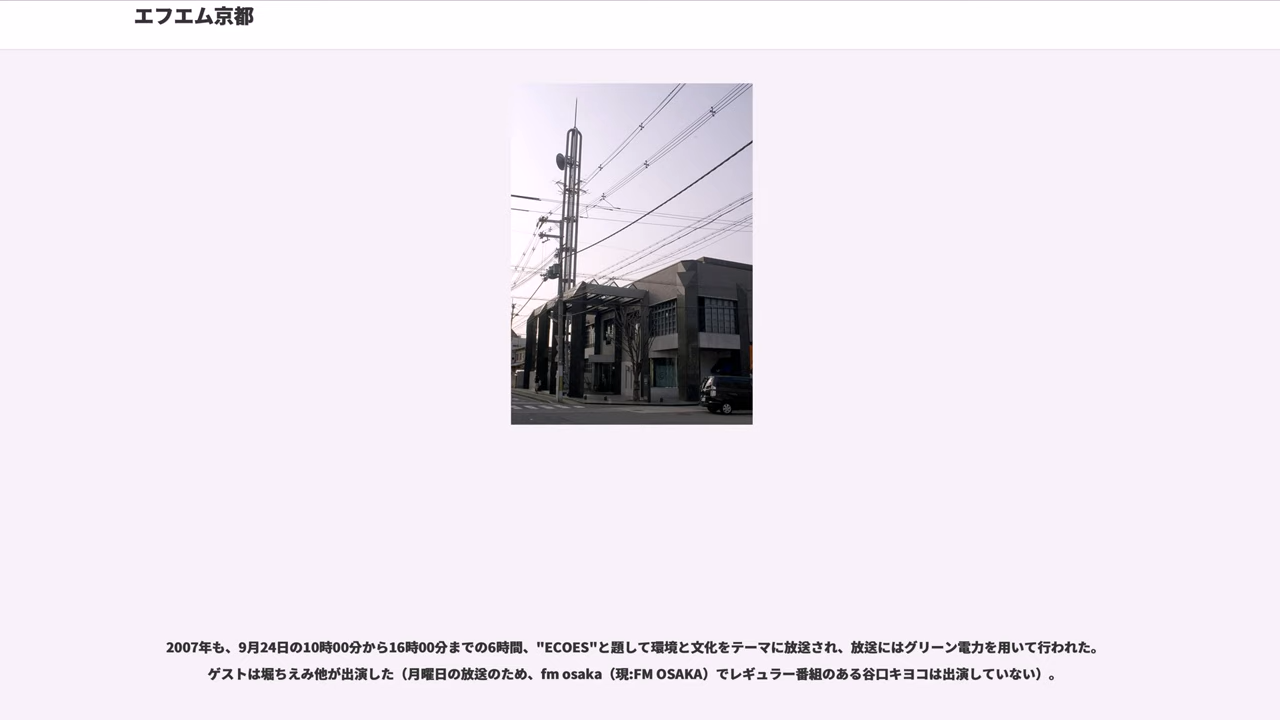 エフエム京都
2007年も、9月24日の10時00分から16時00分までの6時間、"ECOES"と題して環境と文化をテーマに放送され、放送にはグリーン電力を用いて行われた。
ゲストは堀ちえみ他が出演した（月曜日の放送のため、fm osaka（現:FM OSAKA）でレギュラー番組のある谷口キヨコは出演していない）。